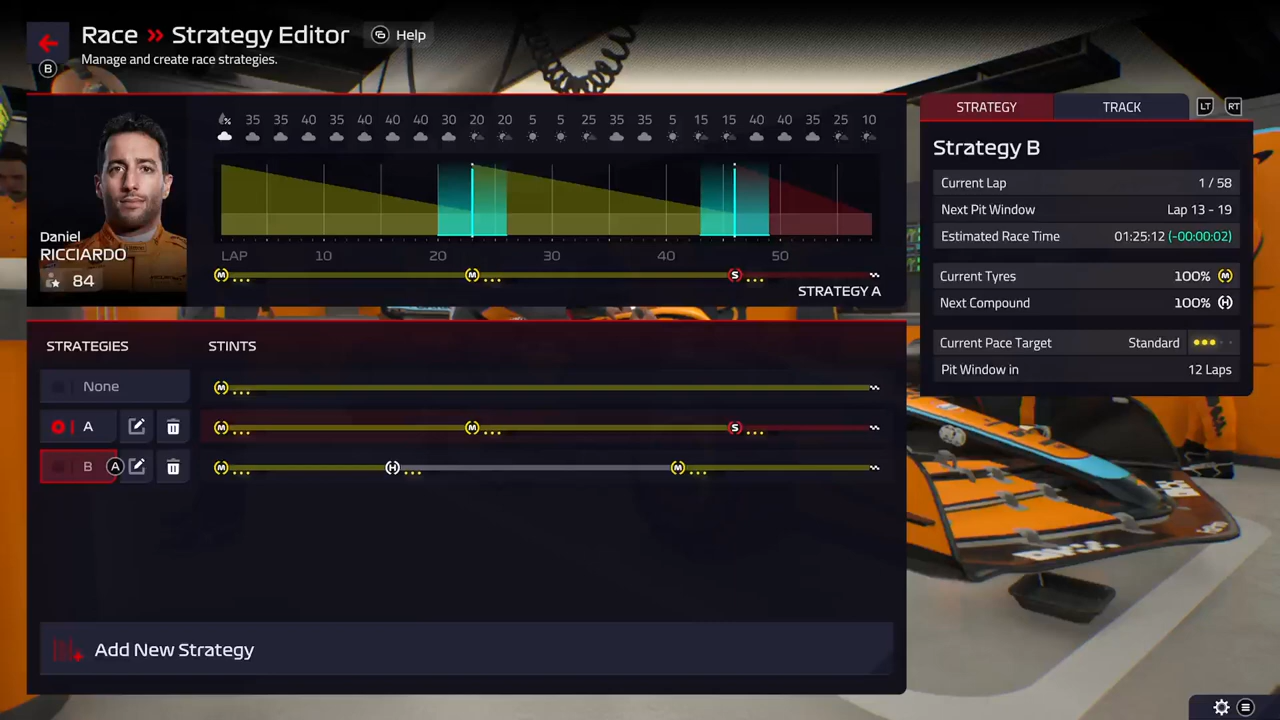 Race » Strategy Editor
Help
Manage and create race strategies.
B
Daniel
RICCIARDO
84
% 35 35 40 40 40 40 40 30 20 20 5 5 25 35 35 5 15 15 40 40 35 25 10
LAP 10 20 30 40 50
M M S
STRATEGY A
STRATEGIES STINTS
None M
A M M S
B A M H M
Add New Strategy
STRATEGY TRACK LT RT
Strategy B
Current Lap 1 / 58
Next Pit Window Lap 13 - 19
Estimated Race Time 01:25:12 (-00:00:02)
Current Tyres 100% M
Next Compound 100% H
Current Pace Target Standard
Pit Window in 12 Laps